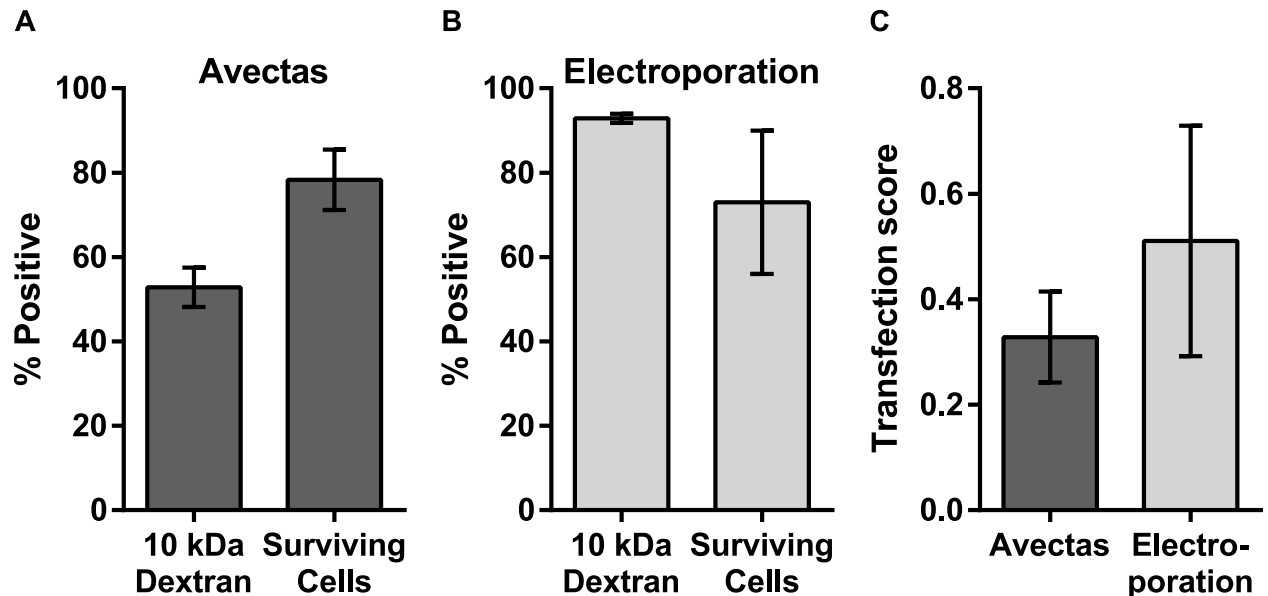 A
Avectas
% Positive
100
80
60
40
20
0
10 kDa
Dextran
Surviving
Cells
B
Electroporation
% Positive
100
80
60
40
20
0
10 kDa
Dextran
Surviving
Cells
C
Transfection score
0.8
0.6
0.4
0.2
0.0
Avectas
Electro-
poration